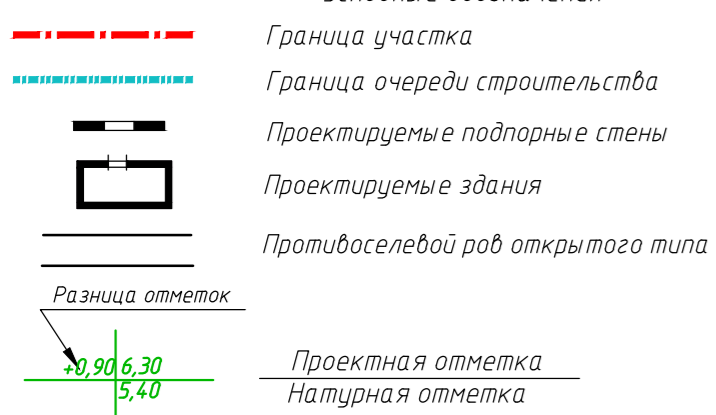 Граница участка
Граница очереди строительства
Проектируемые подпорные стены
Проектируемые здания
Противоселевой ров открытого типа
Разница отметок
+0,90 6,30
5,40
Проектная отметка
Натурная отметка